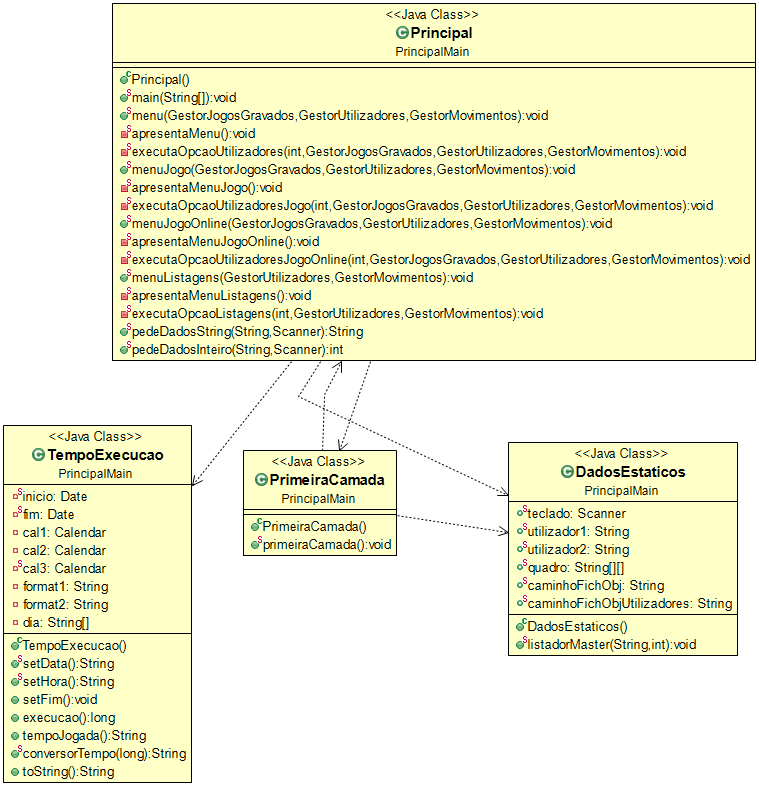 <<Java Class>>
Principal
PrincipalMain
Principal()
main(String[]):void
menu(GestorJogosGravados,GestorUtilizadores,GestorMovimentos):void
apresentaMenu():void
executaOpcaoUtilizadores(int,GestorJogosGravados,GestorUtilizadores,GestorMovimentos):void
menuJogo(GestorJogosGravados,GestorUtilizadores,GestorMovimentos):void
apresentaMenuJogo():void
executaOpcaoUtilizadoresJogo(int,GestorJogosGravados,GestorUtilizadores,GestorMovimentos):void
menuJogoOnline(GestorJogosGravados,GestorUtilizadores,GestorMovimentos):void
apresentaMenuJogoOnline():void
executaOpcaoUtilizadoresJogoOnline(int,GestorJogosGravados,GestorUtilizadores,GestorMovimentos):void
menuListagens(GestorUtilizadores,GestorMovimentos):void
apresentaMenuListagens():void
executaOpcaoListagens(int,GestorUtilizadores,GestorMovimentos):void
pedeDadosString(String,Scanner):String
pedeDadosInteiro(String,Scanner):int
<<Java Class>>
TempoExecucao
PrincipalMain
inicio: Date
fim: Date
cal1: Calendar
cal2: Calendar
cal3: Calendar
format1: String
format2: String
dia: String[]
TempoExecucao()
setData():String
setHora():String
setFim():void
execucao():long
tempoJogada():String
conversorTempo(long):String
toString():String
<<Java Class>>
PrimeiraCamada
PrincipalMain
PrimeiraCamada()
primeiraCamada():void
<<Java Class>>
DadosEstaticos
PrincipalMain
teclado: Scanner
utilizador1: String
utilizador2: String
quadro: String[][]
caminhoFichObj: String
caminhoFichObjUtilizadores: String
DadosEstaticos()
listadorMaster(String,int):void